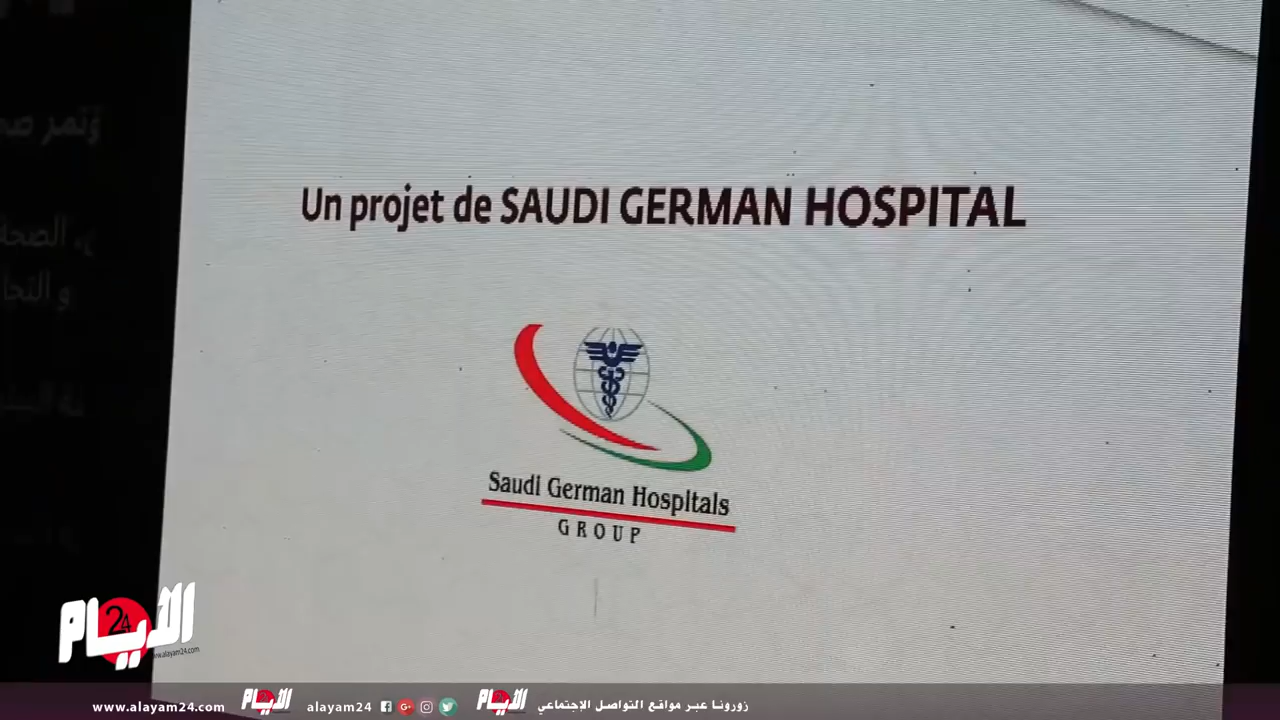 Un projet de SAUDI GERMAN HOSPITAL
Saudi German Hospitals
GROUP
الصحة
الأيام 24
www.alayam24.com
www.alayam24.com الأيام alayam24 الأيام زورونا عبر مواقع التواصل الإجتماعي